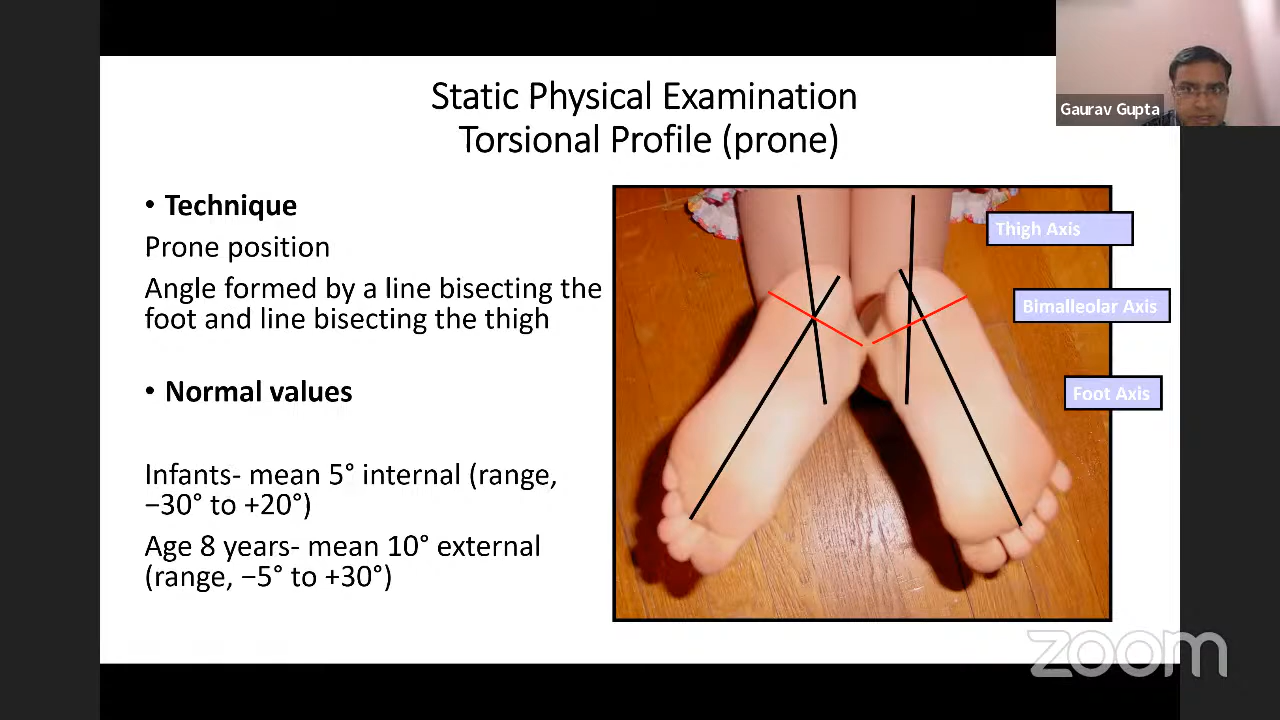 Static Physical Examination
Torsional Profile (prone)
Gaurav Gupta
• Technique
Prone position
Angle formed by a line bisecting the
foot and line bisecting the thigh
• Normal values
Infants- mean 5° internal (range,
−30° to +20°)
Age 8 years- mean 10° external
(range, −5° to +30°)
Thigh Axis
Bimalleolar Axis
Foot Axis
zoom